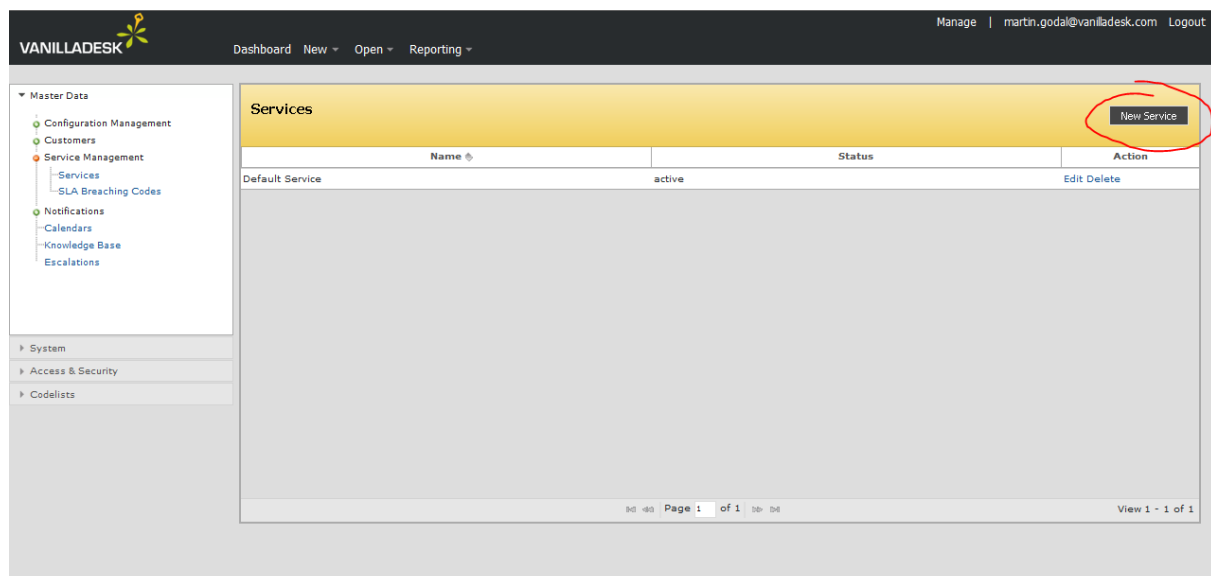 Manage | martin.godal@vanilladesk.com Logout
VANILLADESK
Dashboard New Open Reporting
Master Data
Configuration Management
Customers
Service Management
Services
SLA Breaching Codes
Notifications
Calendars
Knowledge Base
Escalations
System
Access & Security
Codelists
Services
New Service
Name Status Action
Default Service active Edit Delete
Page 1 of 1 View 1 - 1 of 1